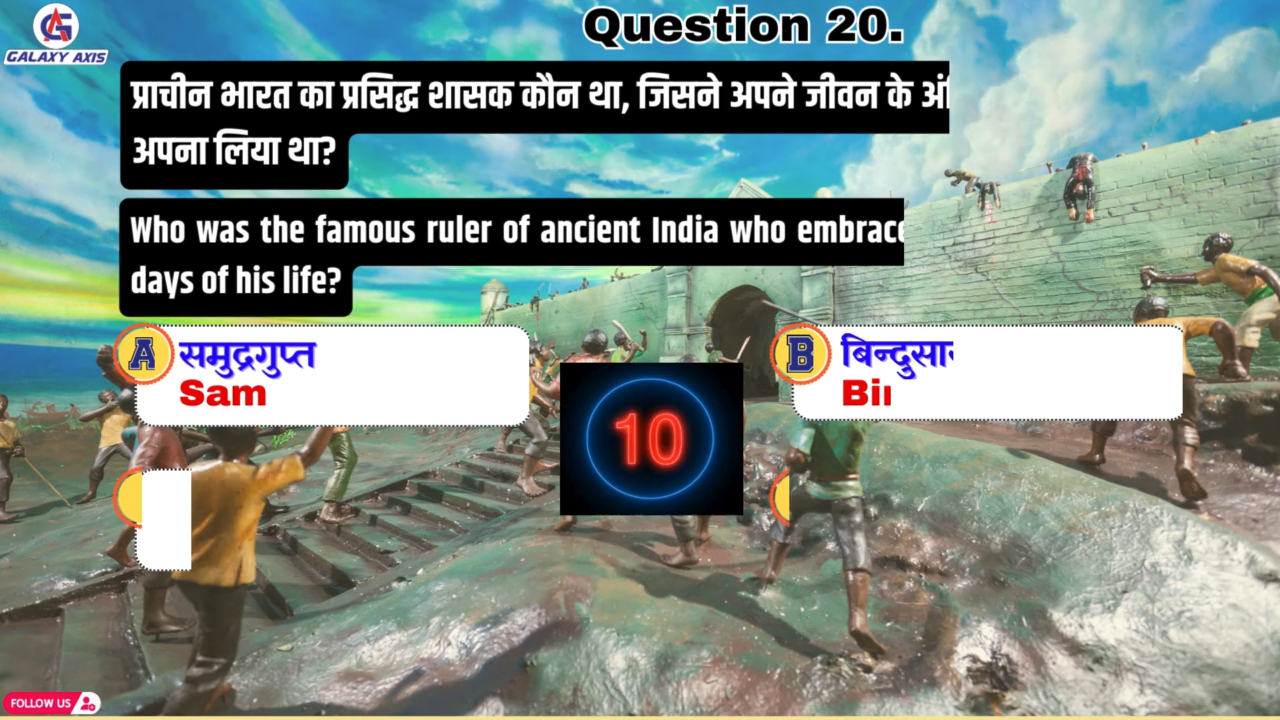 GALAXY AXIS
Question 20.
प्राचीन भारत का प्रसिद्ध शासक कौन था, जिसने अपने जीवन के
अपना लिया था?
Who was the famous ruler of ancient India who embrace
days of his life?
A समुद्रगुप्त
Sam
B बिन्दुसा
Bi
10
FOLLOW US